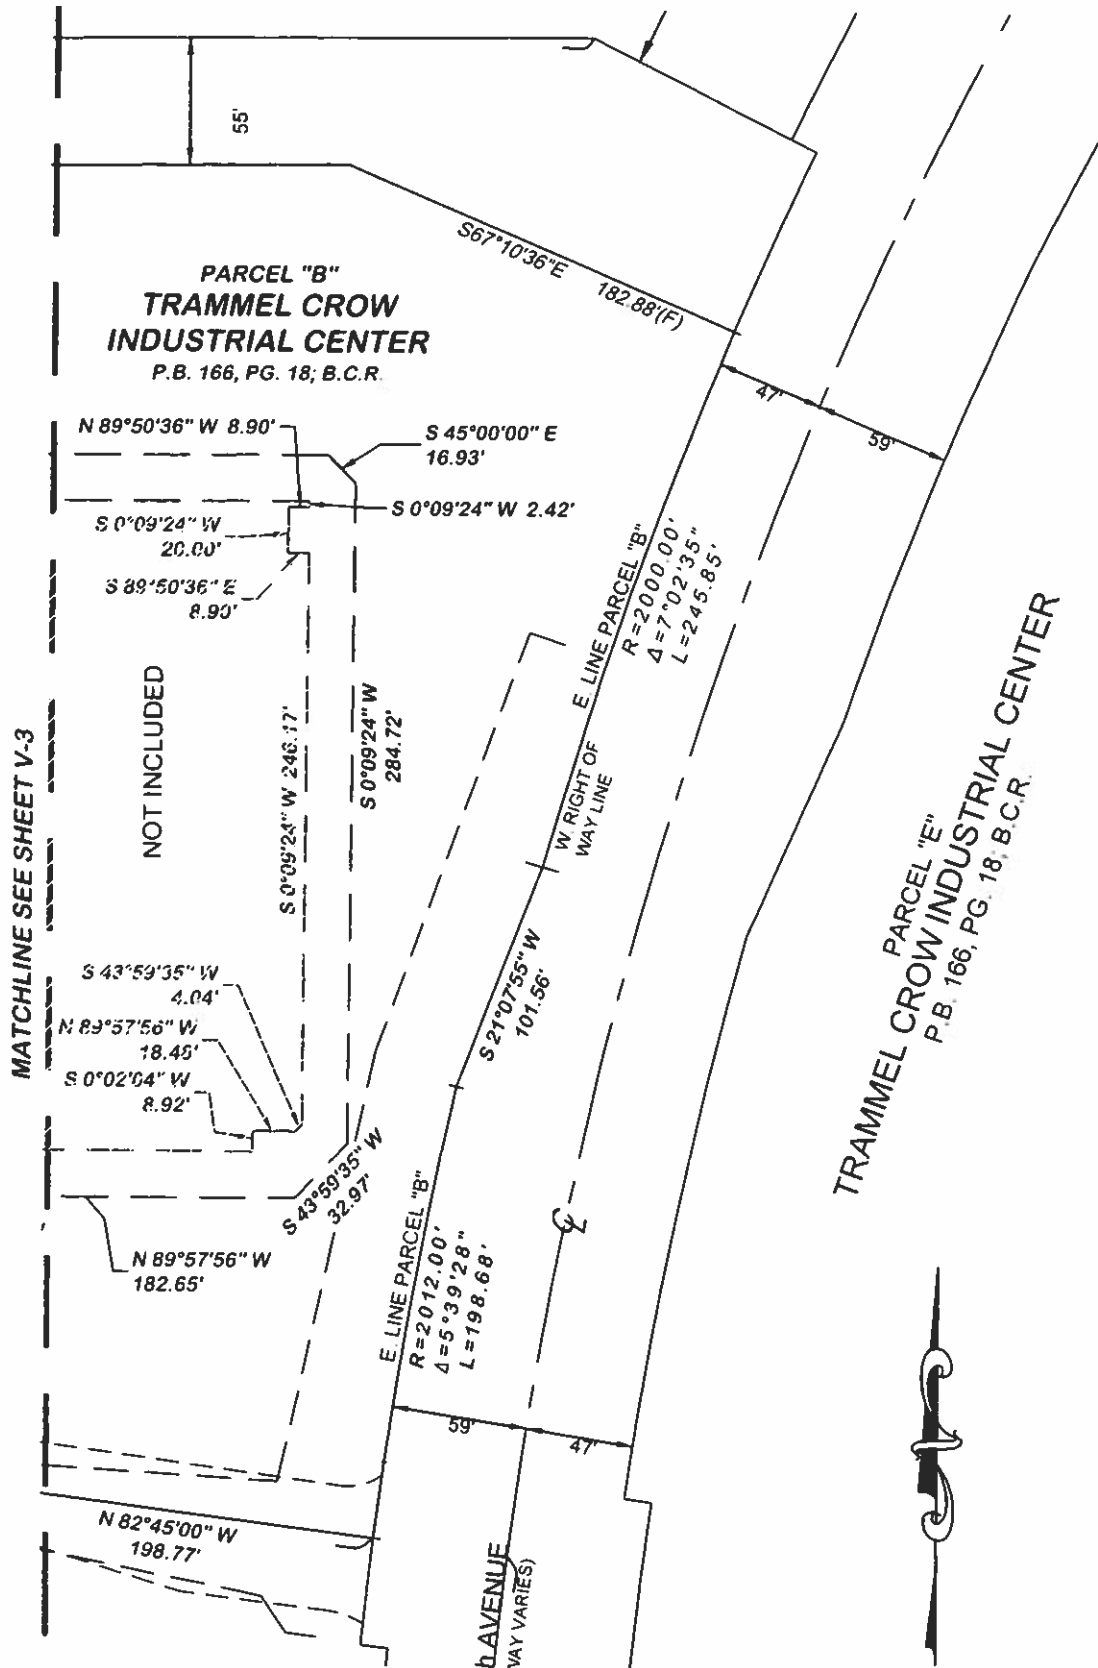 55'
S67°10'36"E
182.88'(F)
PARCEL "B"
TRAMMEL CROW
INDUSTRIAL CENTER
P.B. 166, PG. 18; B.C.R.
47'
59'
N 89°50'36" W 8.90'
S 45°00'00" E
16.93'
S 0°09'24" W 2.42'
S 0°09'24" W
20.00'
S 89°50'36" E
8.90'
E. LINE PARCEL "B"
R=2000.00'
Δ=7°02'35"
L=245.85'
NOT INCLUDED
S 0°09'24" W 246.17'
S 0°09'24" W
284.72'
W. RIGHT OF
WAY LINE
MATCHLINE SEE SHEET V-3
PARCEL "E"
TRAMMEL CROW INDUSTRIAL CENTER
P.B. 166, PG. 18; B.C.R.
S 21°07'55" W
101.56'
S 43°59'35" W
4.04'
N 89°57'56" W
S 0°02'04" W
8.92'
S 43°59'35" W
32.97'
N 89°57'56" W
182.65'
E. LINE PARCEL "B"
R=2012.00'
Δ=5°39'28"
L=198.68'
59'
47'
N 82°45'00" W
198.77'
h AVENUE
WAY VARIES)